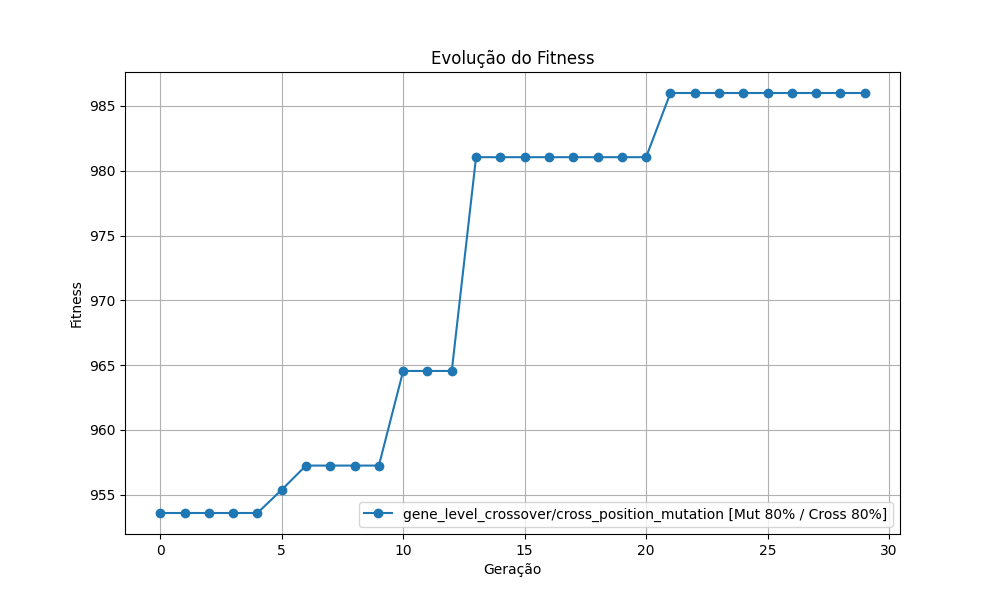 Evolução do Fitness
Fitness
985
980
975
970
965
960
955
gene_level_crossover/cross_position_mutation [Mut 80% / Cross 80%]
0 5 10 15 20 25 30
Geração